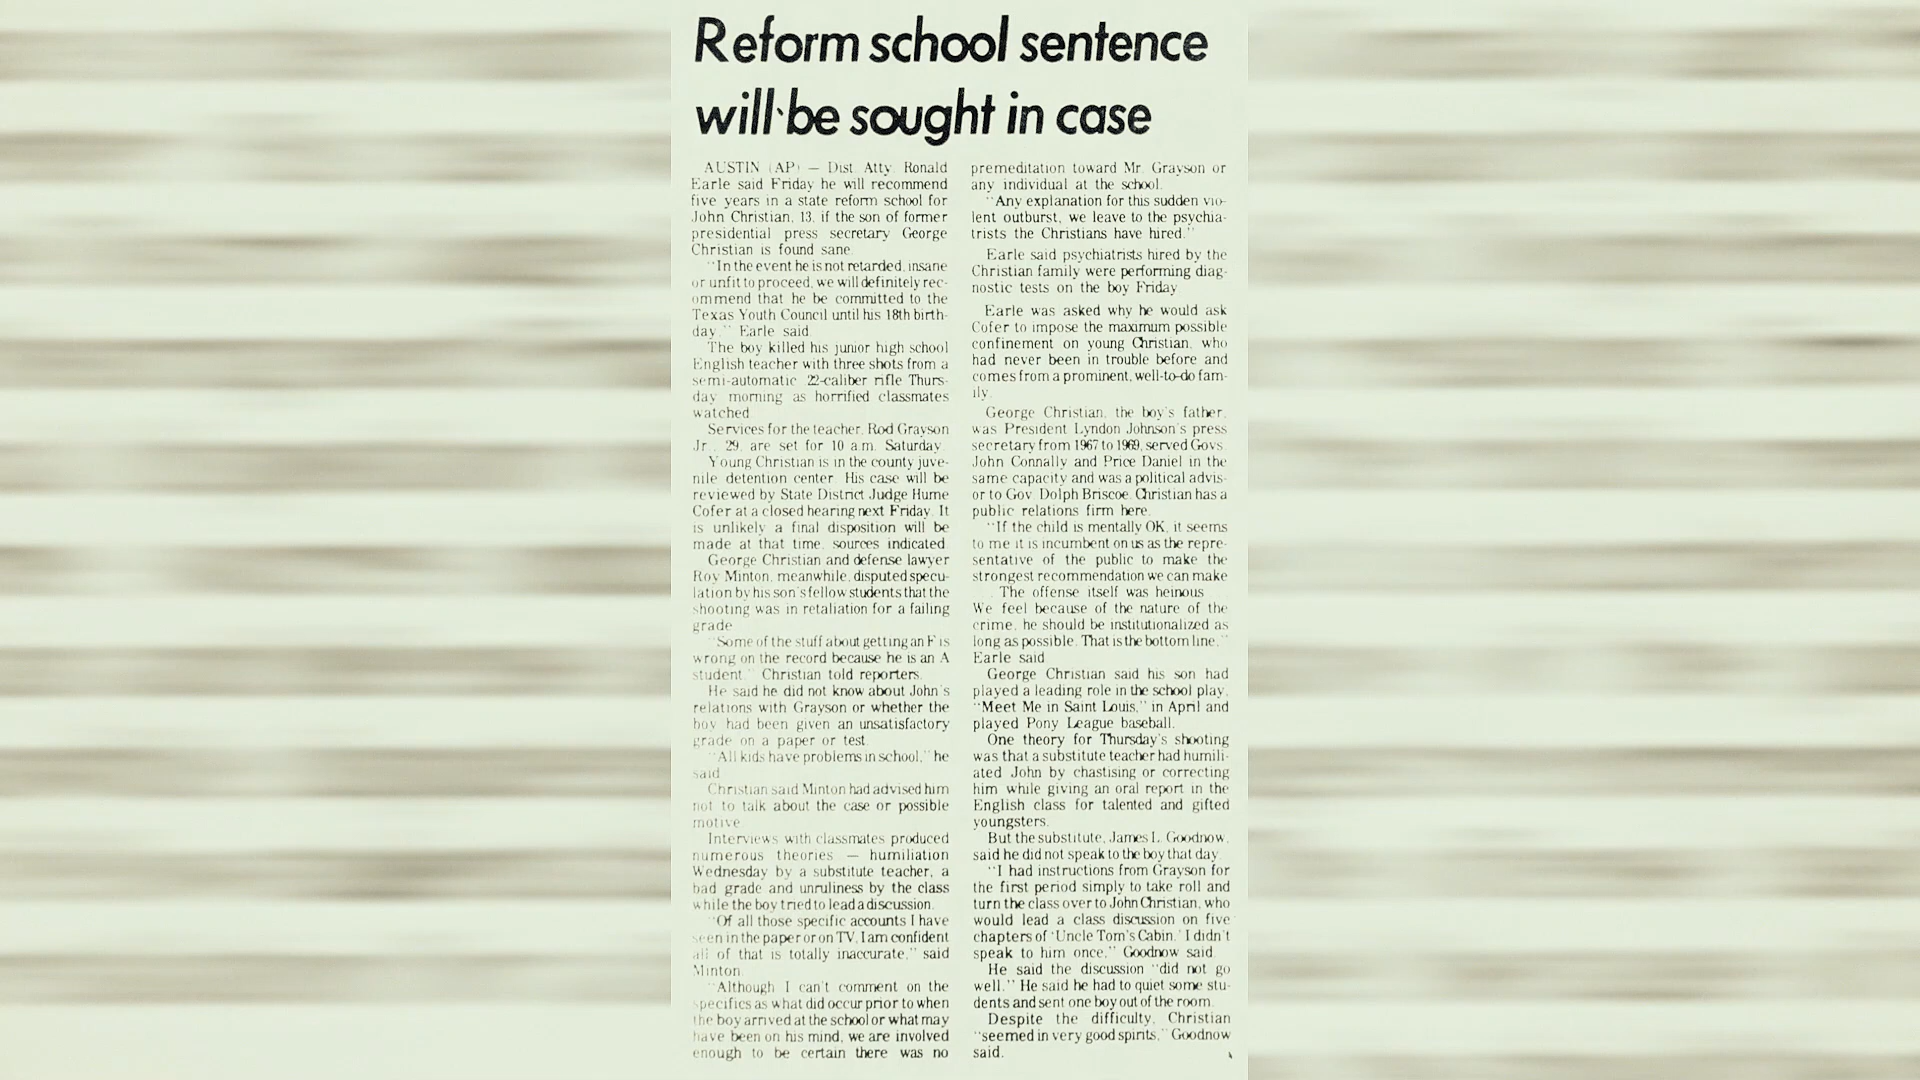 Reform school sentence
will be sought in case
AUSTIN (AP) — Dist. Atty. Ronald
Earle said Friday he will recommend
five years in a state reform school for
John Christian, 13, if the son of former
presidential press secretary George
Christian is found sane.
"In the event he is not retarded, insane
or unfit to proceed, we will definitely rec-
ommend that he be committed to the
Texas Youth Council until his 18th birth-
day." Earle said.
The boy killed his junior high school
English teacher with three shots from a
semi-automatic 22-caliber rifle Thurs-
day morning as horrified classmates
watched.
Services for the teacher, Rod Grayson
Jr., 29, are set for 10 a.m. Saturday.
Young Christian is in the county juve-
nile detention center. His case will be
reviewed by State District Judge Hume
Cofer at a closed hearing next Friday. It
is unlikely a final disposition will be
made at that time, sources indicated.
George Christian and defense lawyer
Roy Minton, meanwhile, disputed specu-
lation by his son's fellow students that the
shooting was in retaliation for a failing
grade.
"Some of the stuff about getting an F is
wrong on the record because he is an A
student." Christian told reporters.
He said he did not know about John's
relations with Grayson or whether the
boy had been given an unsatisfactory
grade on a paper or test.
"All kids have problems in school," he
said.
Christian said Minton had advised him
not to talk about the case or possible
motive.
Interviews with classmates produced
numerous theories — humiliation
Wednesday by a substitute teacher, a
bad grade and unruliness by the class
while the boy tried to lead a discussion.
"Of all those specific accounts I have
seen in the paper or on TV, I am confident
all of that is totally inaccurate," said
Minton.
"Although I can't comment on the
specifics as what did occur prior to when
the boy arrived at the school or what may
have been on his mind, we are involved
enough to be certain there was no
premeditation toward Mr. Grayson or
any individual at the school.
"Any explanation for this sudden vio-
lent outburst, we leave to the psychia-
trists the Christians have hired."
Earle said psychiatrists hired by the
Christian family were performing diag-
nostic tests on the boy Friday.
Earle was asked why he would ask
Cofer to impose the maximum possible
confinement on young Christian, who
had never been in trouble before and
comes from a prominent, well-to-do fam-
ily.
George Christian, the boy's father,
was President Lyndon Johnson's press
secretary from 1967 to 1969, served Govs.
John Connally and Price Daniel in the
same capacity and was a political advis-
or to Gov. Dolph Briscoe. Christian has a
public relations firm here.
"If the child is mentally OK, it seems
to me it is incumbent on us as the repre-
sentative of the public to make the
strongest recommendation we can make
. . . The offense itself was heinous
We feel because of the nature of the
crime, he should be institutionalized as
long as possible. That is the bottom line,"
Earle said.
George Christian said his son had
played a leading role in the school play,
"Meet Me in Saint Louis," in April and
played Pony League baseball.
One theory for Thursday's shooting
was that a substitute teacher had humili-
ated John by chastising or correcting
him while giving an oral report in the
English class for talented and gifted
youngsters.
But the substitute, James L. Goodnow,
said he did not speak to the boy that day.
"I had instructions from Grayson for
the first period simply to take roll and
turn the class over to John Christian, who
would lead a class discussion on five
chapters of 'Uncle Tom's Cabin.' I didn't
speak to him once," Goodnow said.
He said the discussion "did not go
well." He said he had to quiet some stu-
dents and sent one boy out of the room.
Despite the difficulty, Christian
"seemed in very good spirits," Goodnow
said.